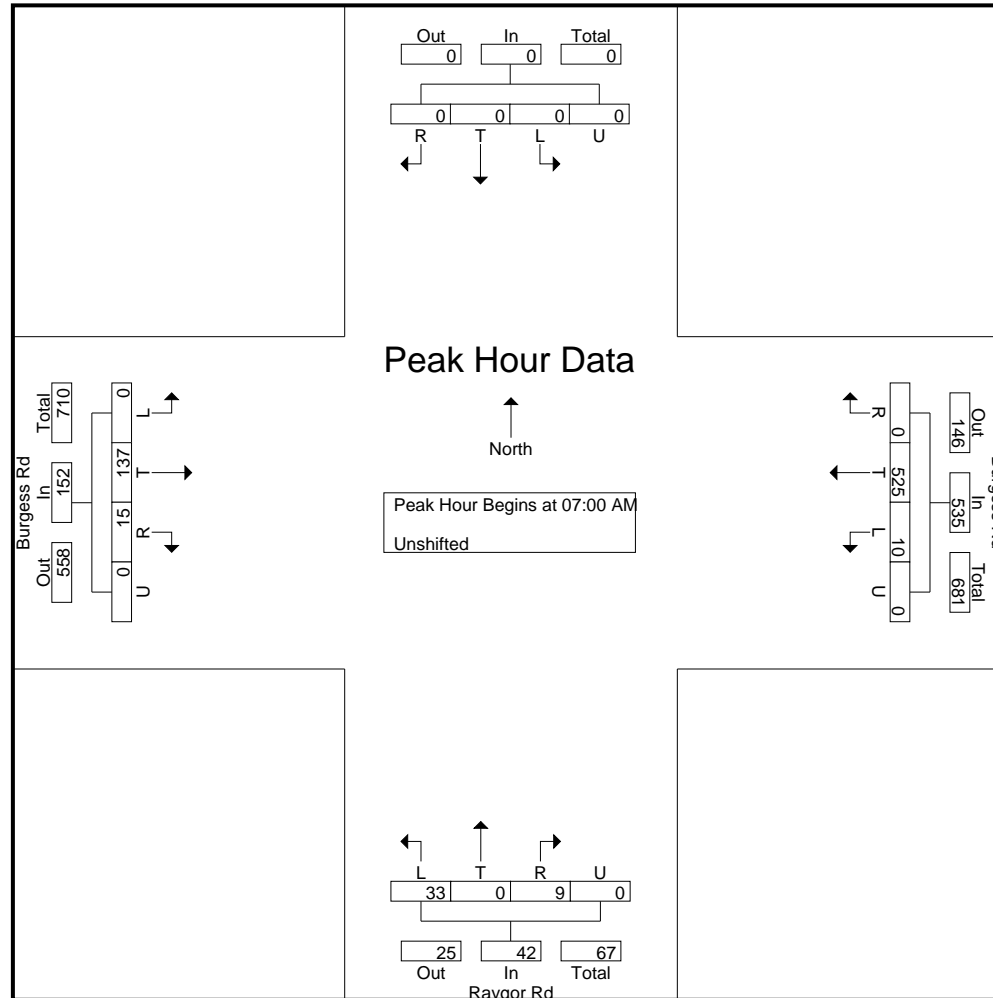 Out In Total
0 0 0
0 0 0 0
R T L U
Peak Hour Data
North
Peak Hour Begins at 07:00 AM
Unshifted
Burgess Rd
Out In Total
558 152 710
0 137 15 0
L T R U
Out In Total
146 535 681
0 525 10 0
R T L U
L T R U
33 0 9 0
25 42 67
Out In Total
Raygor Rd